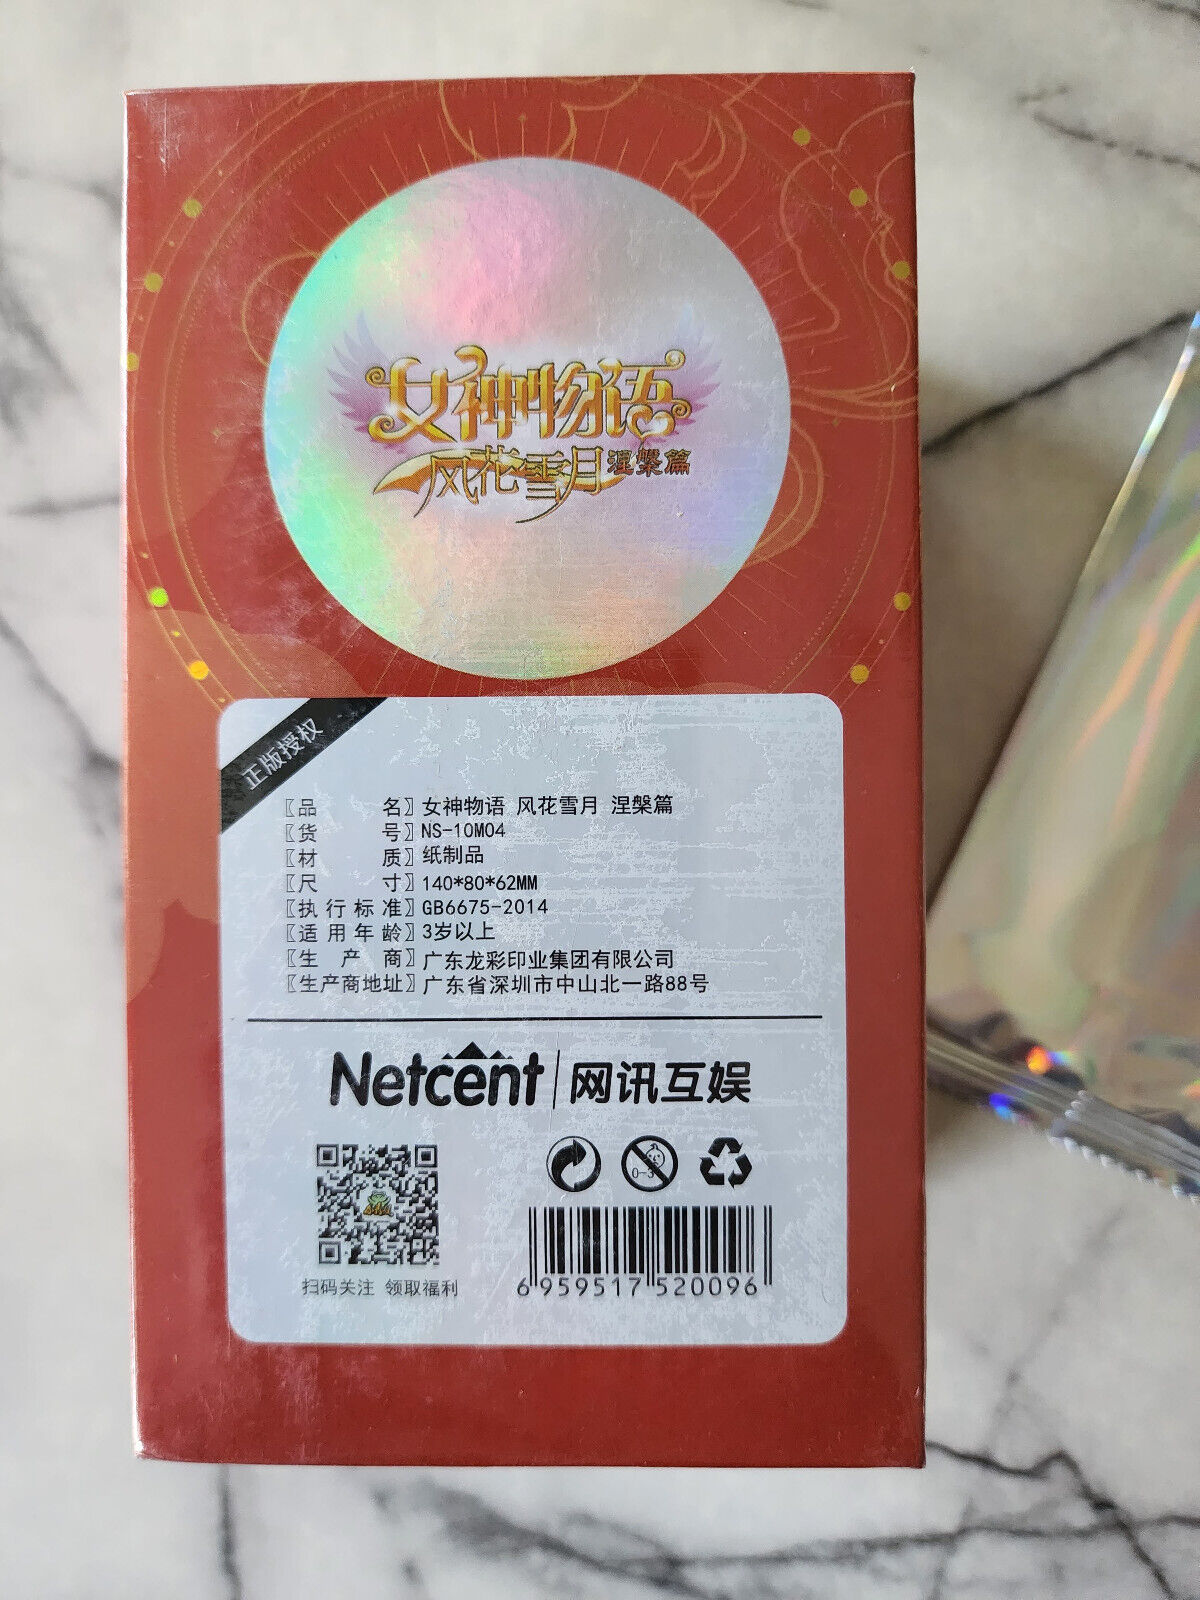 女神物语
风花雪月 涅槃篇
正版授权
〖品 名〗女神物语 风花雪月 涅槃篇
〖货 号〗NS-10M04
〖材 质〗纸制品
〖尺 寸〗140*80*62MM
〖执行标准〗GB6675-2014
〖适用年龄〗3岁以上
〖生 产 商〗广东龙彩印业集团有限公司
〖生产商地址〗广东省深圳市中山北一路88号
Netcent 网讯互娱
0-3
扫码关注 领取福利
6 959517 520096